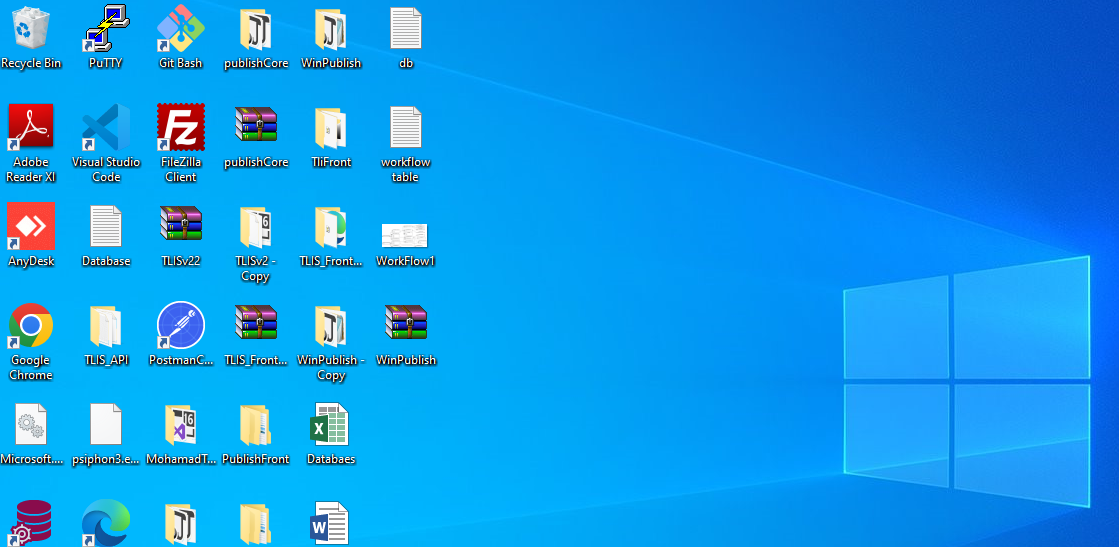 Recycle Bin
PuTTY
Git Bash
publishCore
WinPublish
db
Adobe
Reader XI
Visual Studio
Code
FileZilla
Client
publishCore
TliFront
workflow
table
AnyDesk
Database
TLISv22
TLISv2 -
Copy
TLIS_Front...
WorkFlow1
Google
Chrome
TLIS_API
PostmanC...
TLIS_Front...
WinPublish -
Copy
WinPublish
Microsoft....
psiphon3.e...
MohamadT...
PublishFront
Databaes